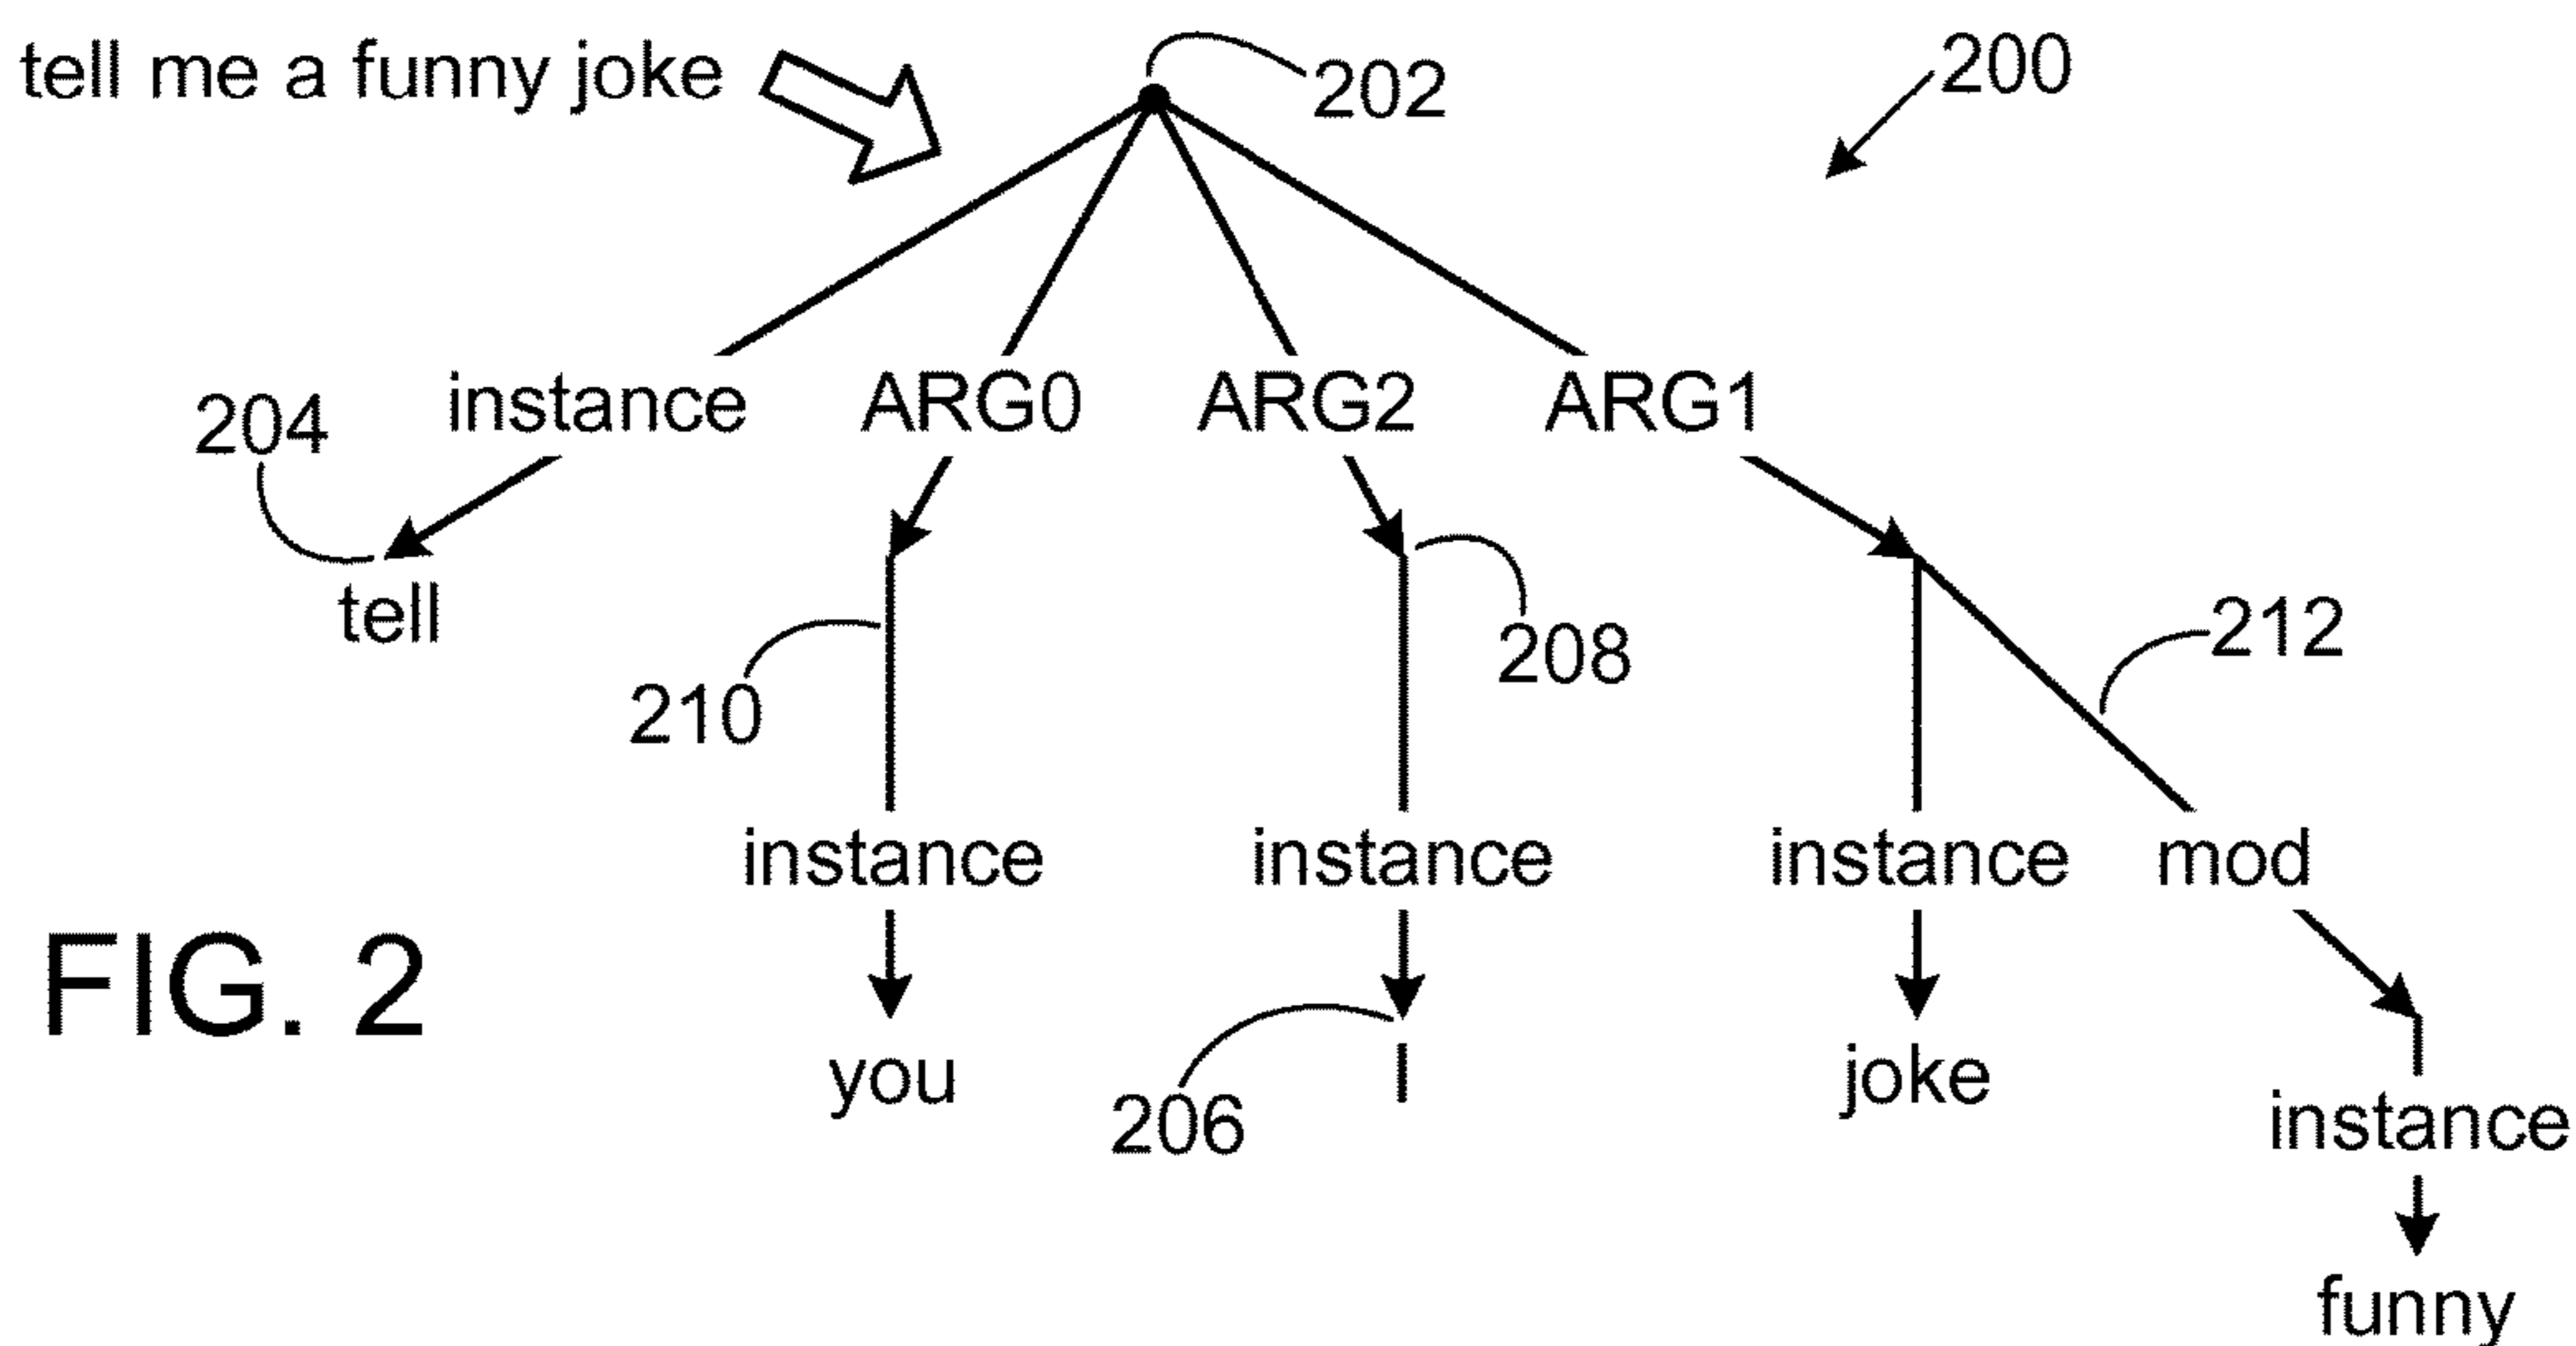 tell me a funny joke
202
200
instance ARG0 ARG2 ARG1
204
tell
210
208
212
instance instance instance mod
FIG. 2
you
206
I
joke
instance
funny